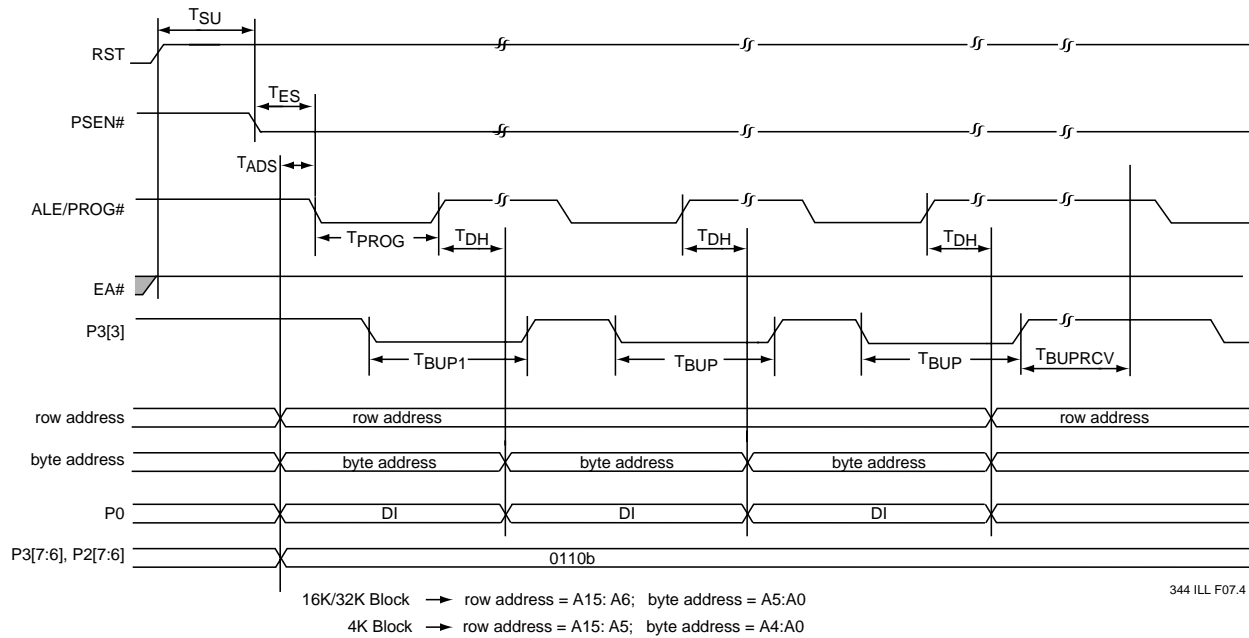 TSU
RST
TES
PSEN#
TADS
ALE/PROG#
TPROG
TDH
TDH
TDH
EA#
P3[3]
TBUP1
TBUP
TBUP
TBUPRCV
row address
row address
row address
byte address
byte address
byte address
byte address
P0
DI
DI
DI
P3[7:6], P2[7:6]
0110b
344 ILL F07.4
16K/32K Block → row address = A15: A6; byte address = A5:A0
4K Block → row address = A15: A5; byte address = A4:A0